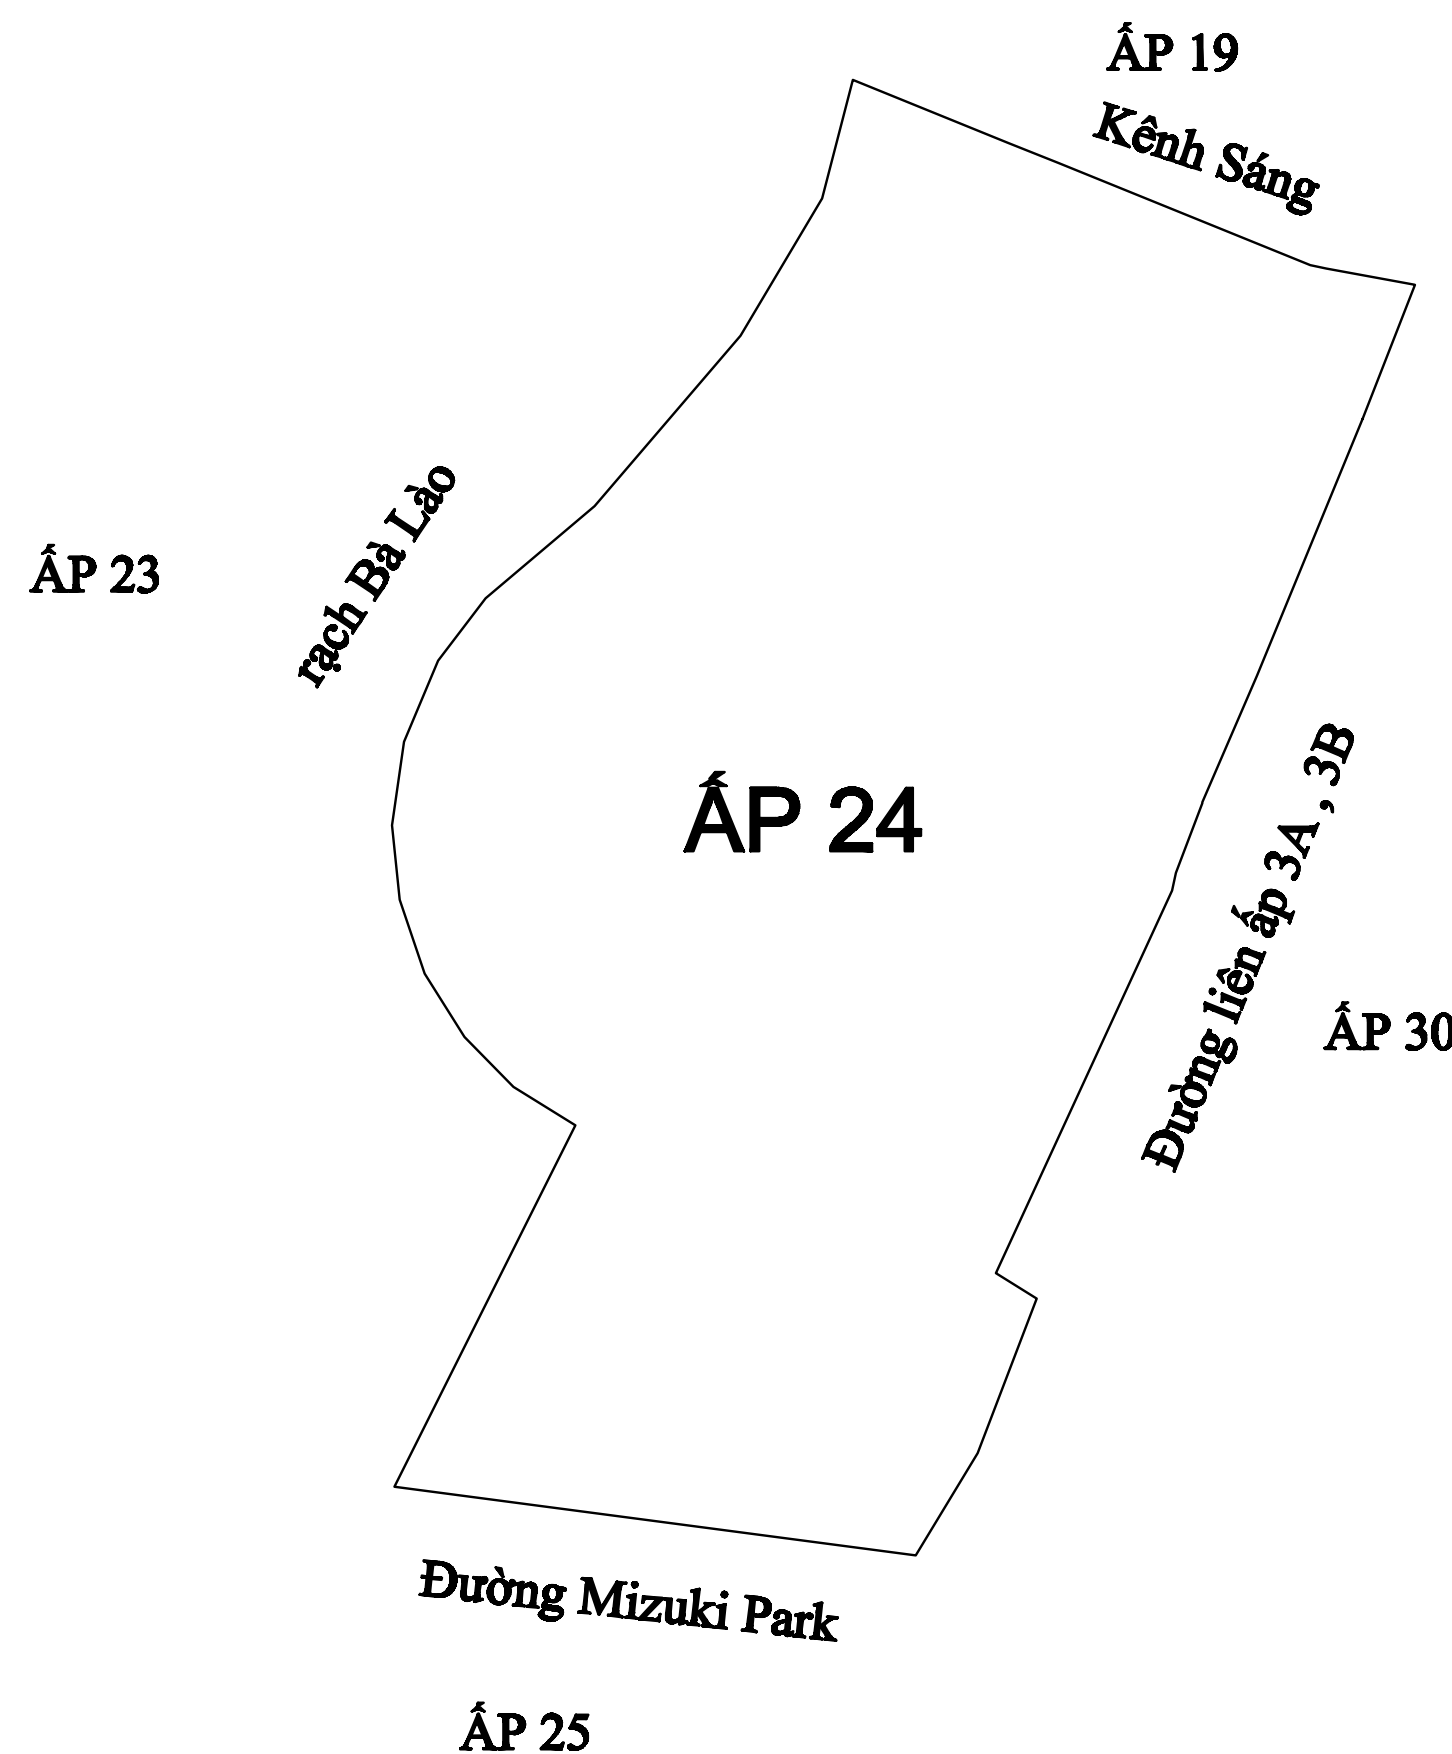 ẤP 19
Kênh Sáng
rạch Bà Lào
ẤP 23
ẤP 24
Đường liên ấp 3A , 3B
ẤP 30
Đường Mizuki Park
ẤP 25